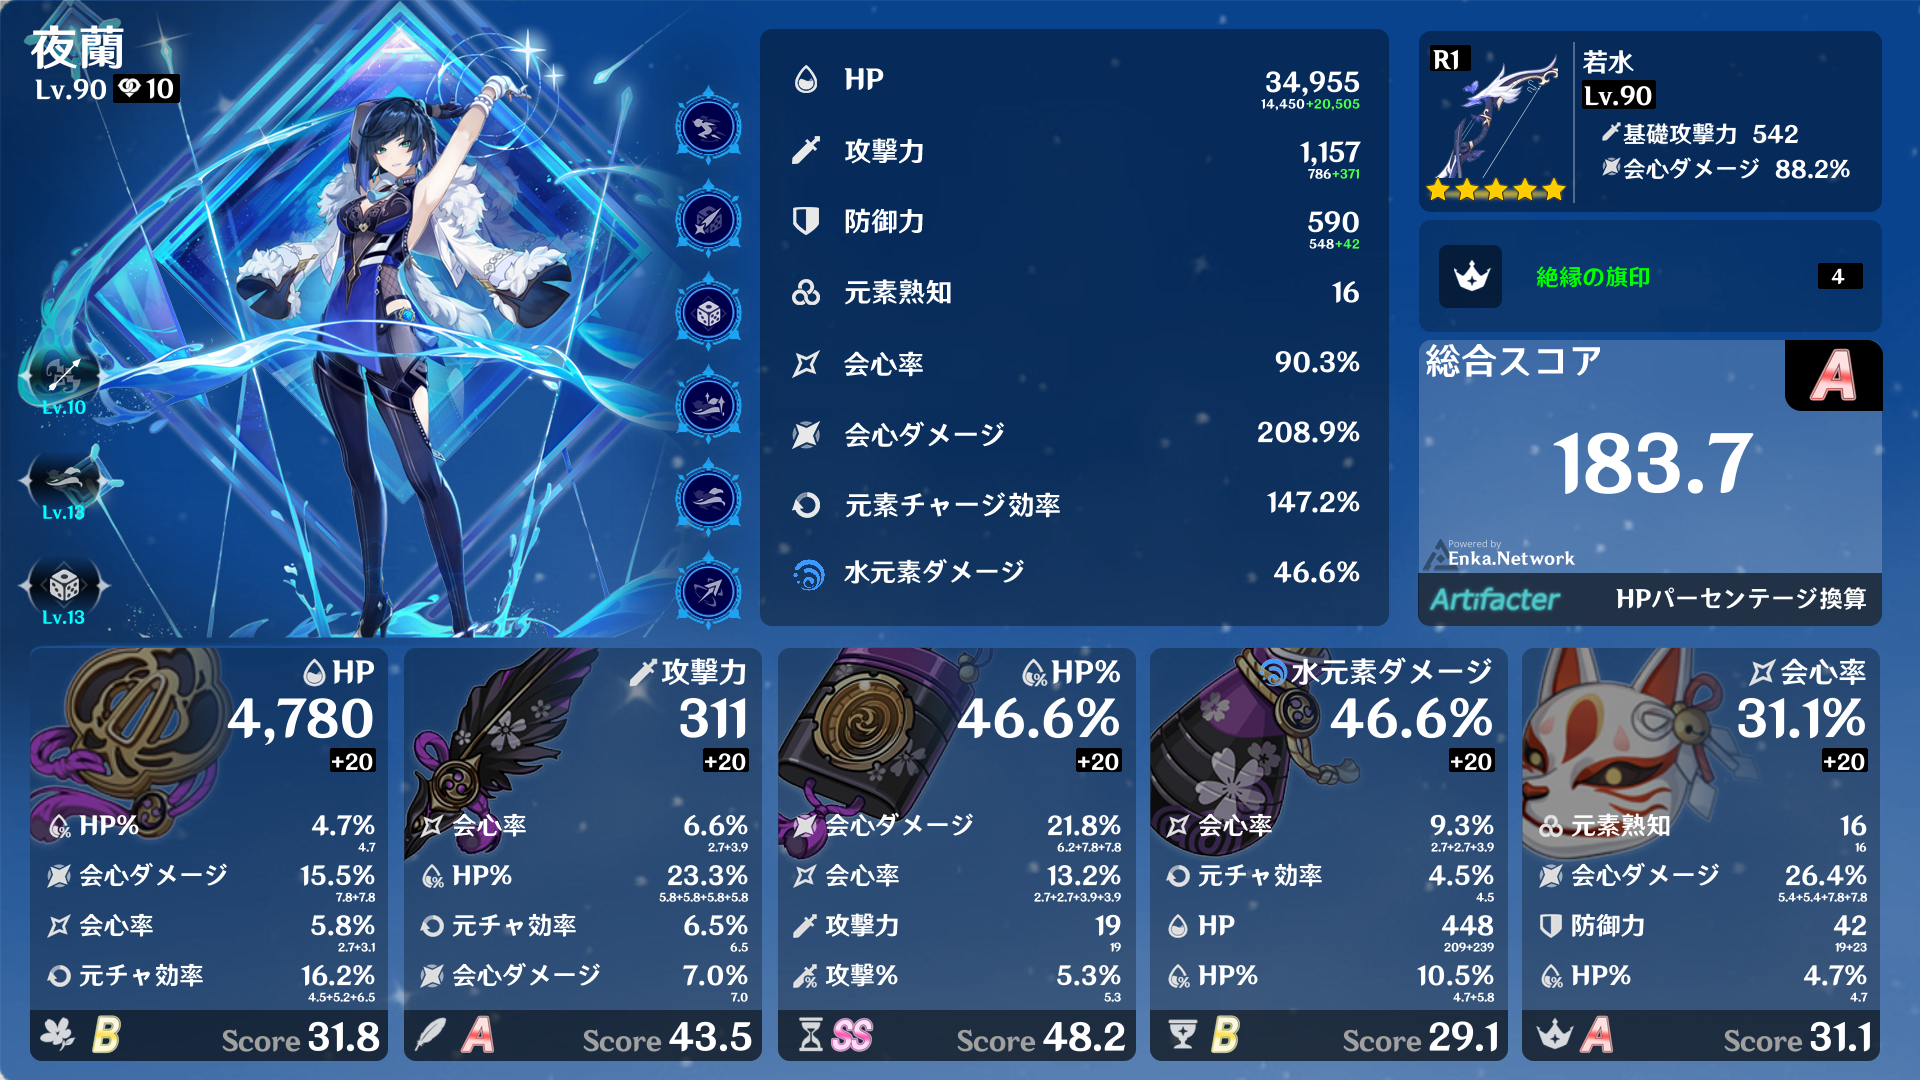 夜蘭
Lv.90 10
Lv.10
Lv.13
Lv.13
HP 34,955
14,450+20,505
攻撃力 1,157
786+371
防御力 590
548+42
元素熟知 16
会心率 90.3%
会心ダメージ 208.9%
元素チャージ効率 147.2%
水元素ダメージ 46.6%
R1
若水
Lv.90
基礎攻撃力 542
会心ダメージ 88.2%
絶縁の旗印 4
総合スコア A
183.7
Powered by
Enka.Network
Artifacter HPパーセンテージ換算
HP
4,780
+20
HP% 4.7%
4.7
会心ダメージ 15.5%
7.8+7.8
会心率 5.8%
2.7+3.1
元チャ効率 16.2%
4.5+5.2+6.5
B Score 31.8
攻撃力
311
+20
会心率 6.6%
2.7+3.9
HP% 23.3%
5.8+5.8+5.8+5.8
元チャ効率 6.5%
6.5
会心ダメージ 7.0%
7.0
A Score 43.5
HP%
46.6%
+20
会心ダメージ 21.8%
6.2+7.8+7.8
会心率 13.2%
2.7+2.7+3.9+3.9
攻撃力 19
19
攻撃% 5.3%
5.3
SS Score 48.2
水元素ダメージ
46.6%
+20
会心率 9.3%
2.7+2.7+3.9
元チャ効率 4.5%
4.5
HP 448
209+239
HP% 10.5%
4.7+5.8
B Score 29.1
会心率
31.1%
+20
元素熟知 16
16
会心ダメージ 26.4%
5.4+5.4+7.8+7.8
防御力 42
19+23
HP% 4.7%
4.7
A Score 31.1